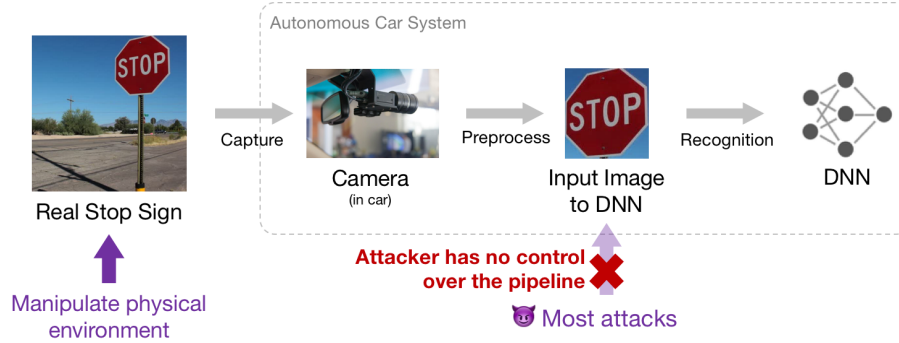 Autonomous Car System
STOP
STOP
Capture
Preprocess
Recognition
Real Stop Sign
Camera
(in car)
Input Image
to DNN
DNN
Attacker has no control
over the pipeline
Manipulate physical
environment
😈 Most attacks